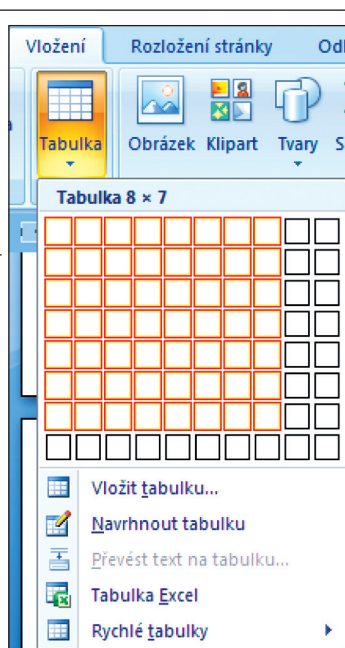 Vložení Rozložení stránky
Tabulka Obrázek Klipart Tvary
Tabulka 8 × 7
Vložit tabulku...
Navrhnout tabulku
Převést text na tabulku...
Tabulka Excel
Rychlé tabulky